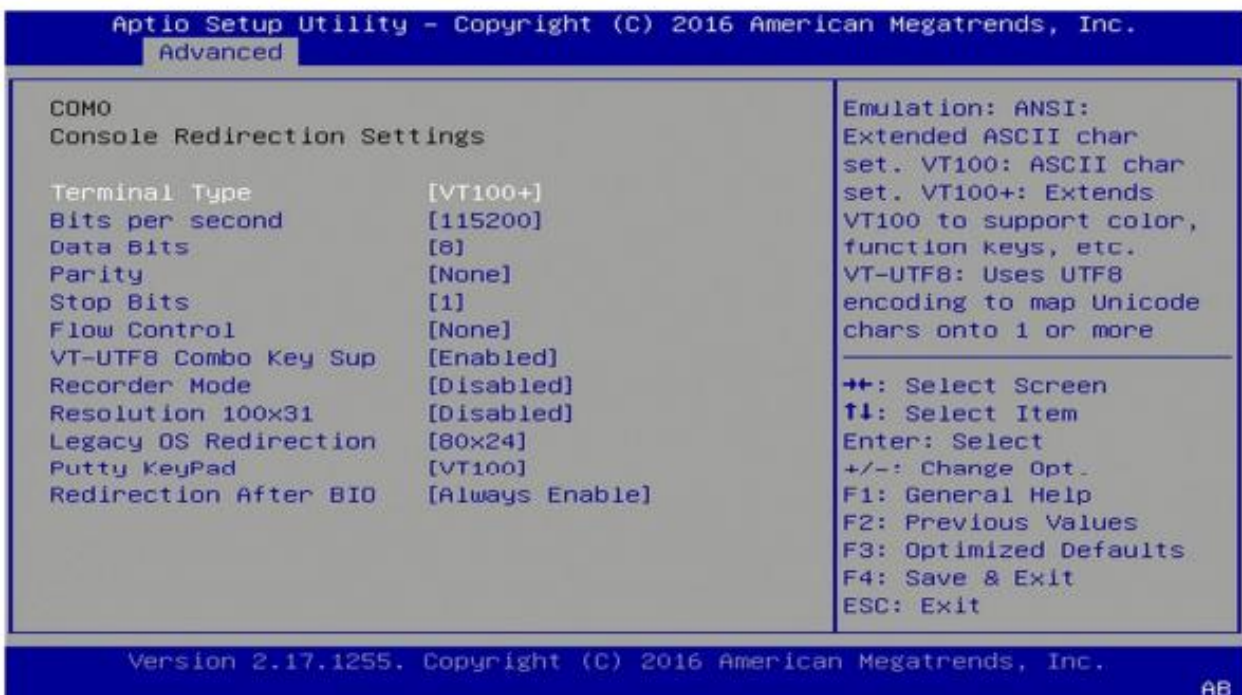 Aptio Setup Utility – Copyright (C) 2016 American Megatrends, Inc.
Advanced
COM0
Console Redirection Settings
Terminal Type [VT100+]
Bits per second [115200]
Data Bits [8]
Parity [None]
Stop Bits [1]
Flow Control [None]
VT-UTF8 Combo Key Sup [Enabled]
Recorder Mode [Disabled]
Resolution 100x31 [Disabled]
Legacy OS Redirection [80x24]
Putty KeyPad [VT100]
Redirection After BIO [Always Enable]
Emulation: ANSI:
Extended ASCII char
set. VT100: ASCII char
set. VT100+: Extends
VT100 to support color,
function keys, etc.
VT-UTF8: Uses UTF8
encoding to map Unicode
chars onto 1 or more
→←: Select Screen
↑↓: Select Item
Enter: Select
+/-: Change Opt.
F1: General Help
F2: Previous Values
F3: Optimized Defaults
F4: Save & Exit
ESC: Exit
Version 2.17.1255. Copyright (C) 2016 American Megatrends, Inc.
AB